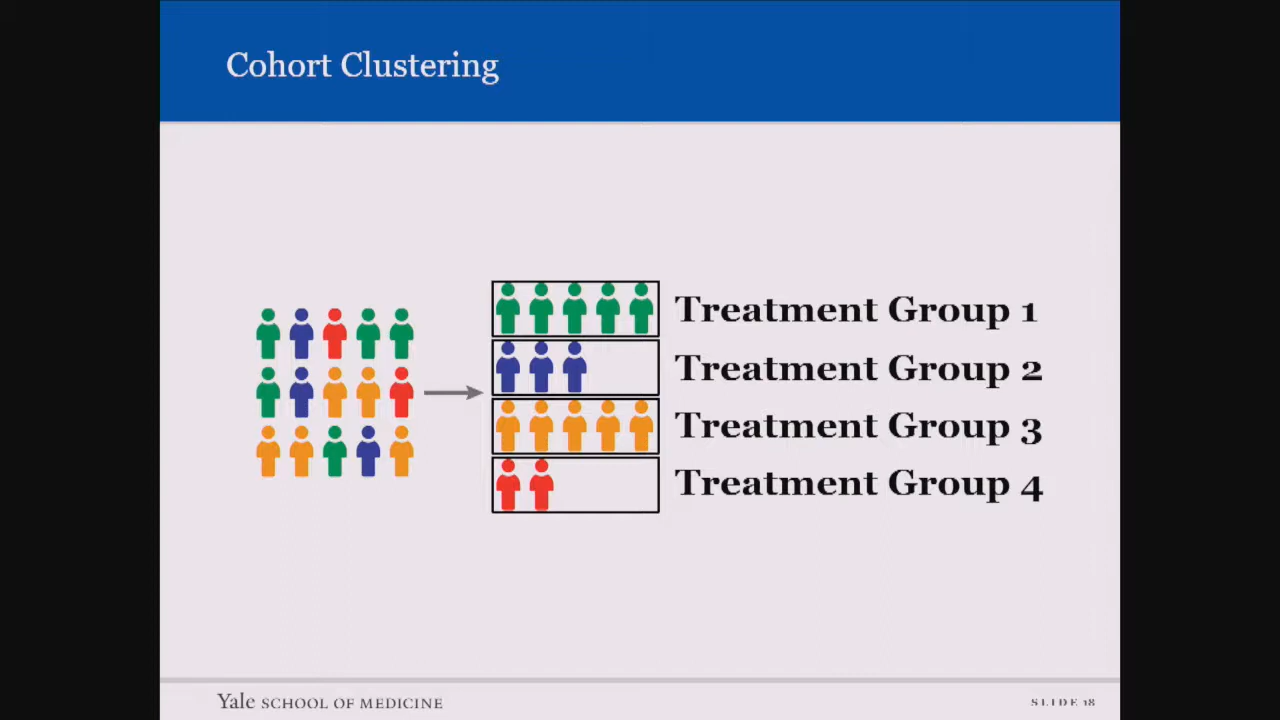 Cohort Clustering
Treatment Group 1
Treatment Group 2
Treatment Group 3
Treatment Group 4
Yale SCHOOL OF MEDICINE
SLIDE 18